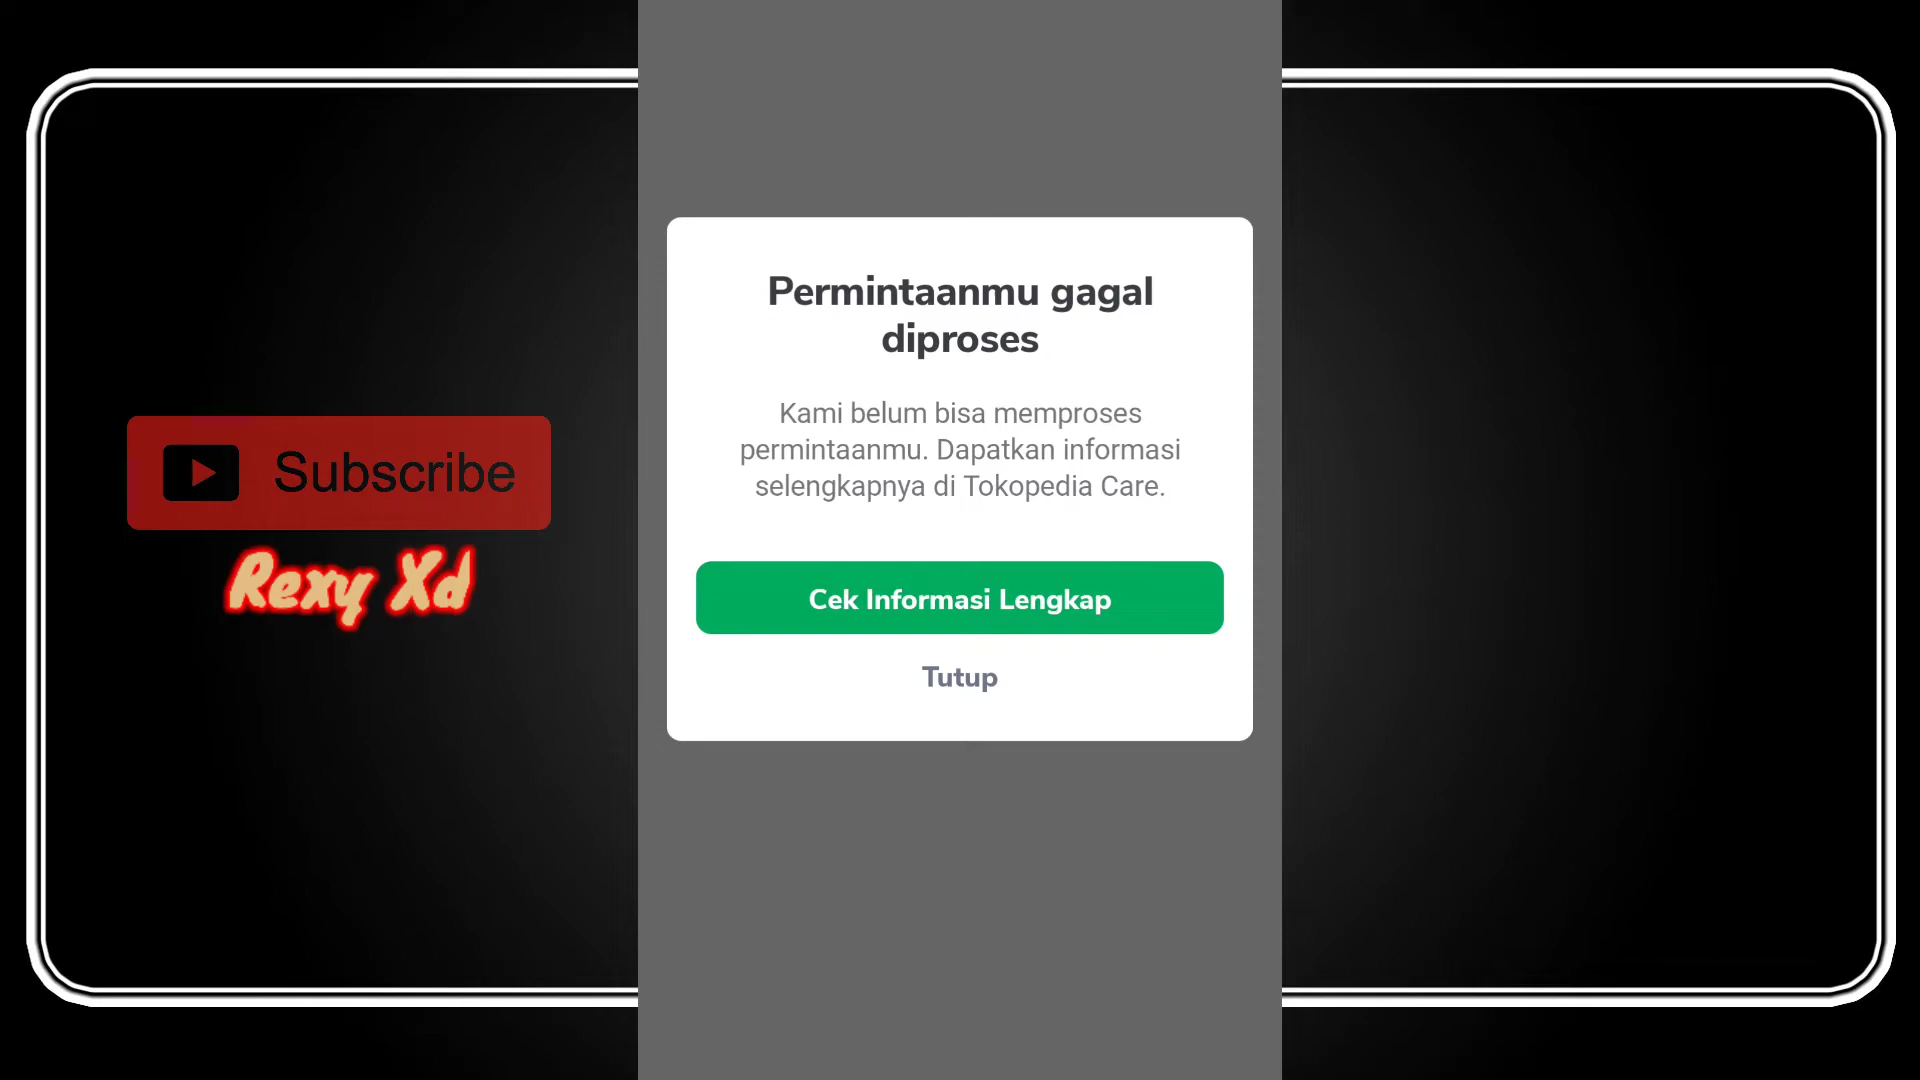 Permintaanmu gagal
diproses
Kami belum bisa memproses
permintaanmu. Dapatkan informasi
selengkapnya di Tokopedia Care.
Cek Informasi Lengkap
Tutup
Subscribe
Rexy Xd